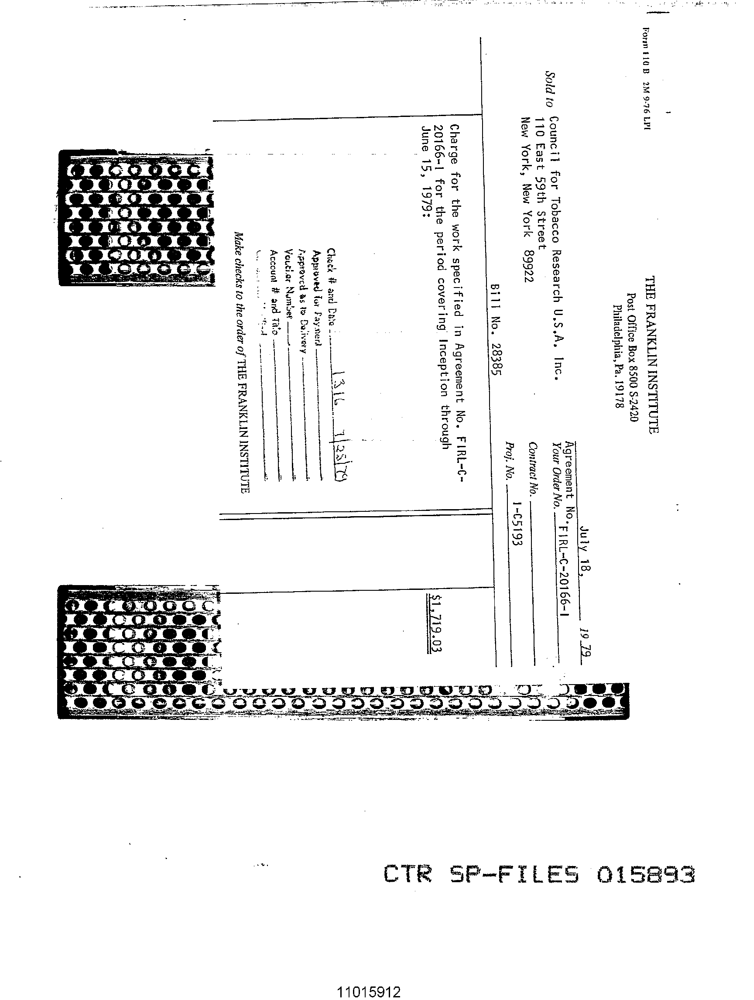 Form 110 B 2M 9-76 LPI
THE FRANKLIN INSTITUTE
Post Office Box 8500 S-2420
Philadelphia, Pa. 19178
July 18, 19 79
Sold to Council for Tobacco Research U.S.A. Inc.
110 East 59th Street
New York, New York 89922
Agreement No.
Your Order No. FIRL-C-20166-1
Contract No.
Proj. No. 1-C5193
Bill No. 28385
Charge for the work specified in Agreement No. FIRL-C-
20166-1 for the period covering Inception through
June 15, 1979:
$1,719.03
Check # and Date 1316 7/25/79
Approved for Payment
Approved as to Delivery
Voucher Number
Account # and Title
Make checks to the order of THE FRANKLIN INSTITUTE
CTR SP-FILES 015893
11015912